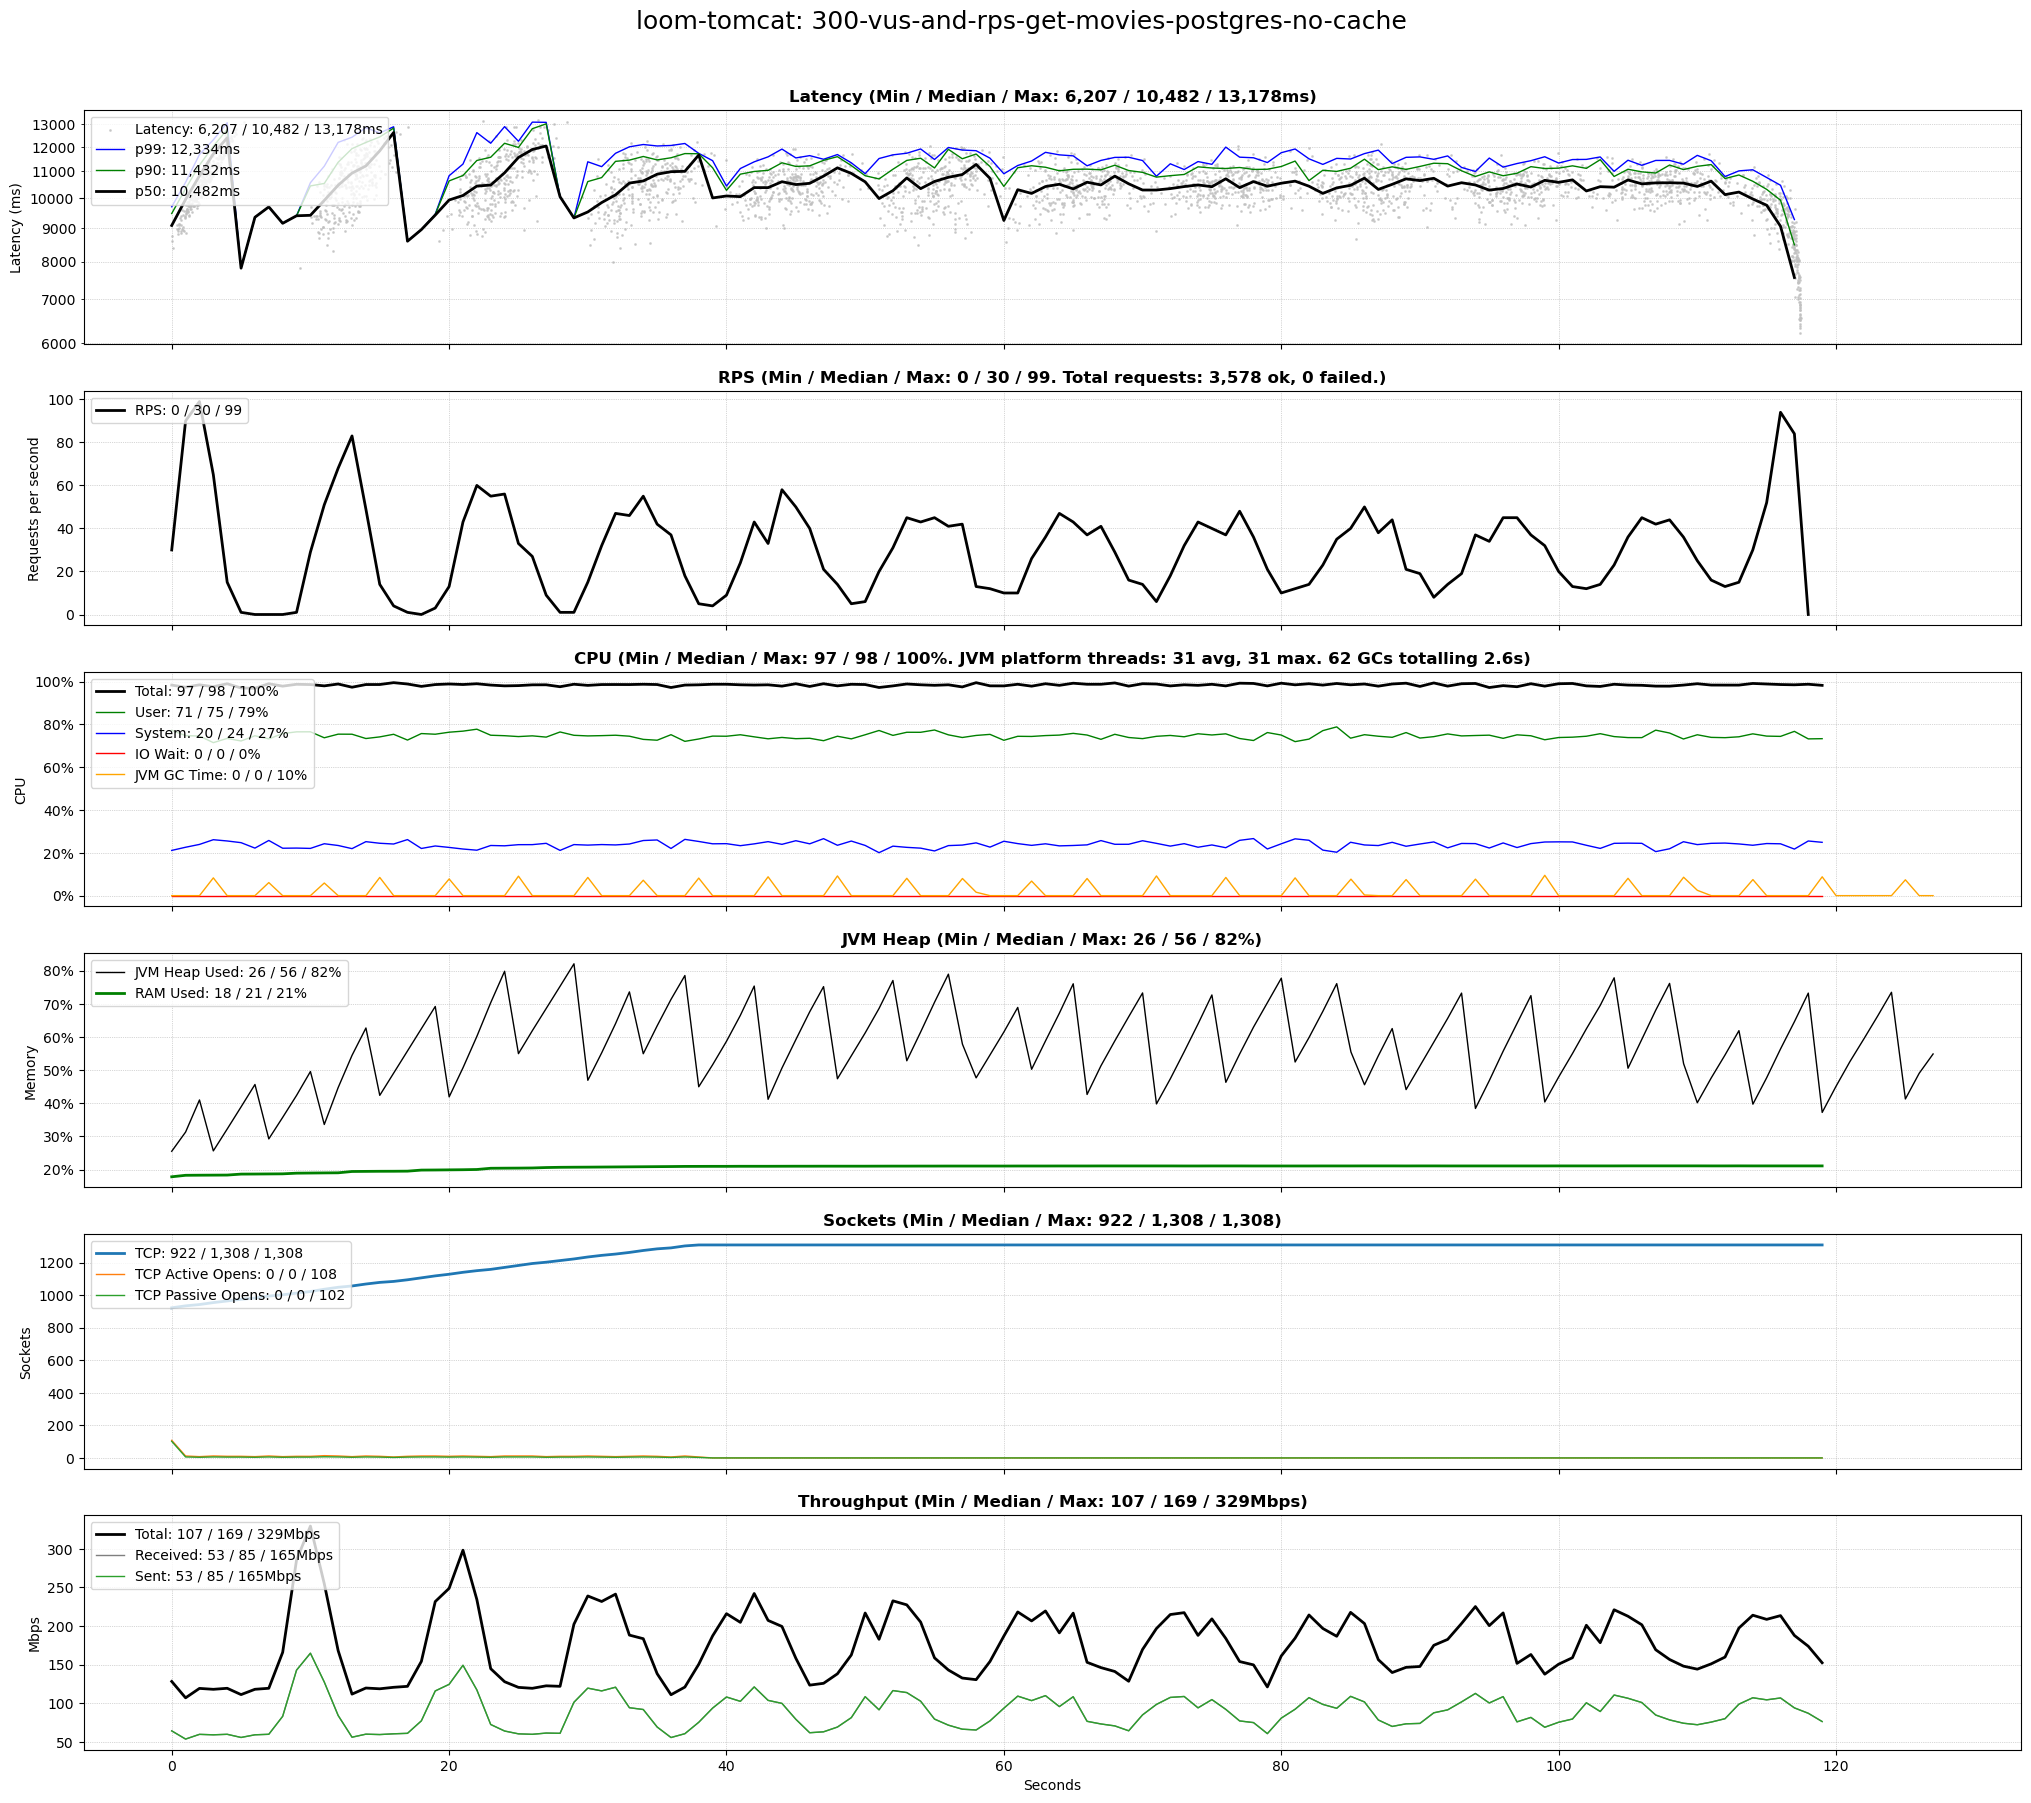 loom-tomcat: 300-vus-and-rps-get-movies-postgres-no-cache
Latency (Min / Median / Max: 6,207 / 10,482 / 13,178ms)
Latency (ms)
13000
12000
11000
10000
9000
8000
7000
6000
Latency: 6,207 / 10,482 / 13,178ms
p99: 12,334ms
p90: 11,432ms
p50: 10,482ms
RPS (Min / Median / Max: 0 / 30 / 99. Total requests: 3,578 ok, 0 failed.)
Requests per second
100
80
60
40
20
0
RPS: 0 / 30 / 99
CPU (Min / Median / Max: 97 / 98 / 100%. JVM platform threads: 31 avg, 31 max. 62 GCs totalling 2.6s)
CPU
100%
80%
60%
40%
20%
0%
Total: 97 / 98 / 100%
User: 71 / 75 / 79%
System: 20 / 24 / 27%
IO Wait: 0 / 0 / 0%
JVM GC Time: 0 / 0 / 10%
JVM Heap (Min / Median / Max: 26 / 56 / 82%)
Memory
80%
70%
60%
50%
40%
30%
20%
JVM Heap Used: 26 / 56 / 82%
RAM Used: 18 / 21 / 21%
Sockets (Min / Median / Max: 922 / 1,308 / 1,308)
Sockets
1200
1000
800
600
400
200
0
TCP: 922 / 1,308 / 1,308
TCP Active Opens: 0 / 0 / 108
TCP Passive Opens: 0 / 0 / 102
Throughput (Min / Median / Max: 107 / 169 / 329Mbps)
Mbps
300
250
200
150
100
50
Total: 107 / 169 / 329Mbps
Received: 53 / 85 / 165Mbps
Sent: 53 / 85 / 165Mbps
0 20 40 60 80 100 120
Seconds